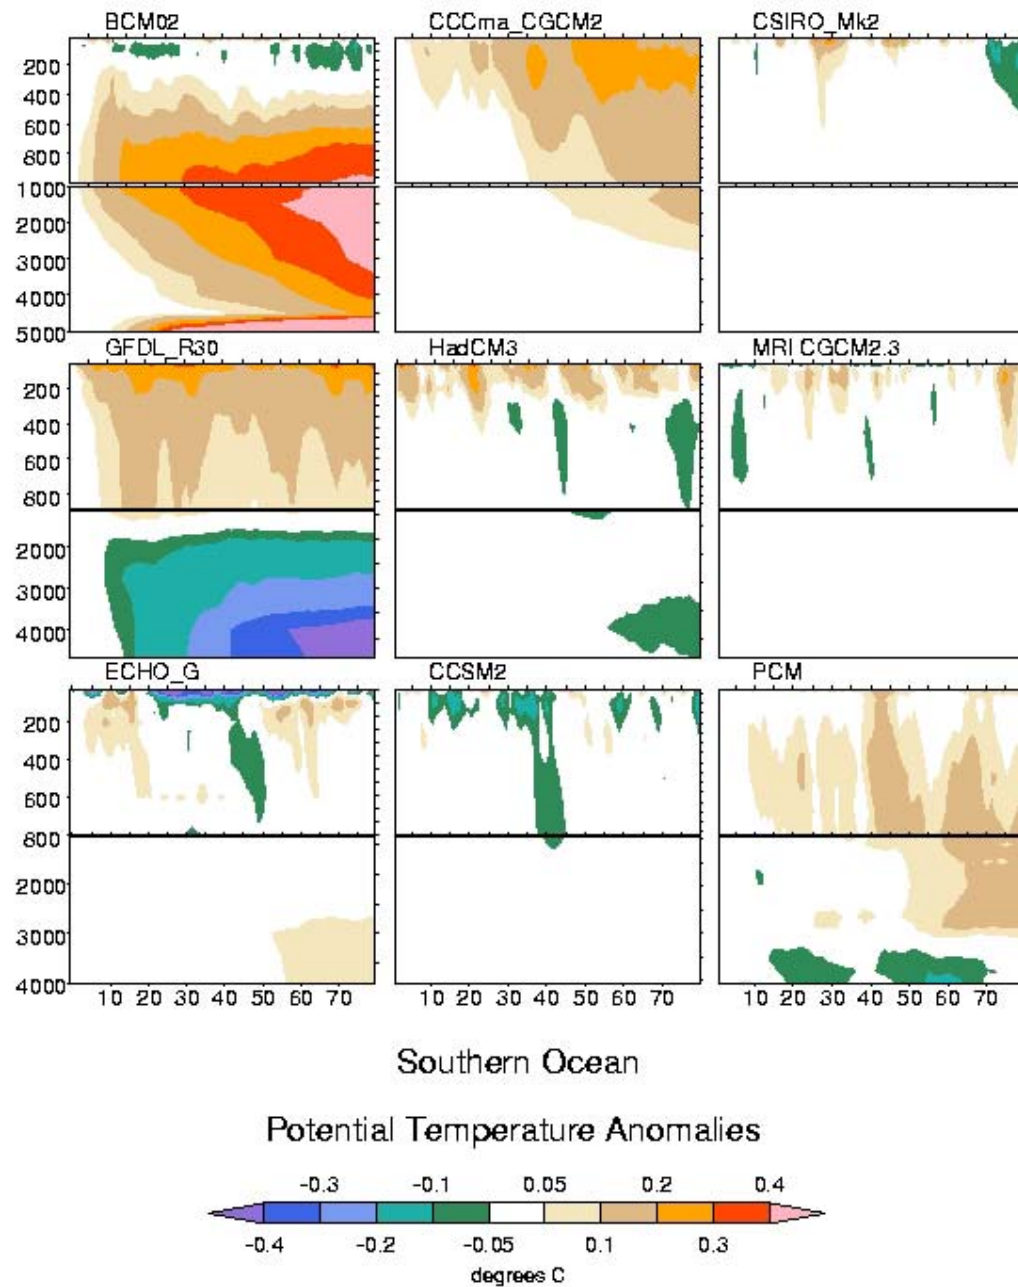 BCM02 CCCma_CGCM2 CSIRO_Mk2
200
400
600
800
1000
2000
3000
4000
5000
GFDL_R30 HadCM3 MRI CGCM2.3
200
400
600
800
2000
3000
4000
ECHO_G CCSM2 PCM
200
400
600
800
2000
3000
4000
10 20 30 40 50 60 70 10 20 30 40 50 60 70 10 20 30 40 50 60 70
Southern Ocean
Potential Temperature Anomalies
-0.3 -0.1 0.05 0.2 0.4
-0.4 -0.2 -0.05 0.1 0.3
degrees C